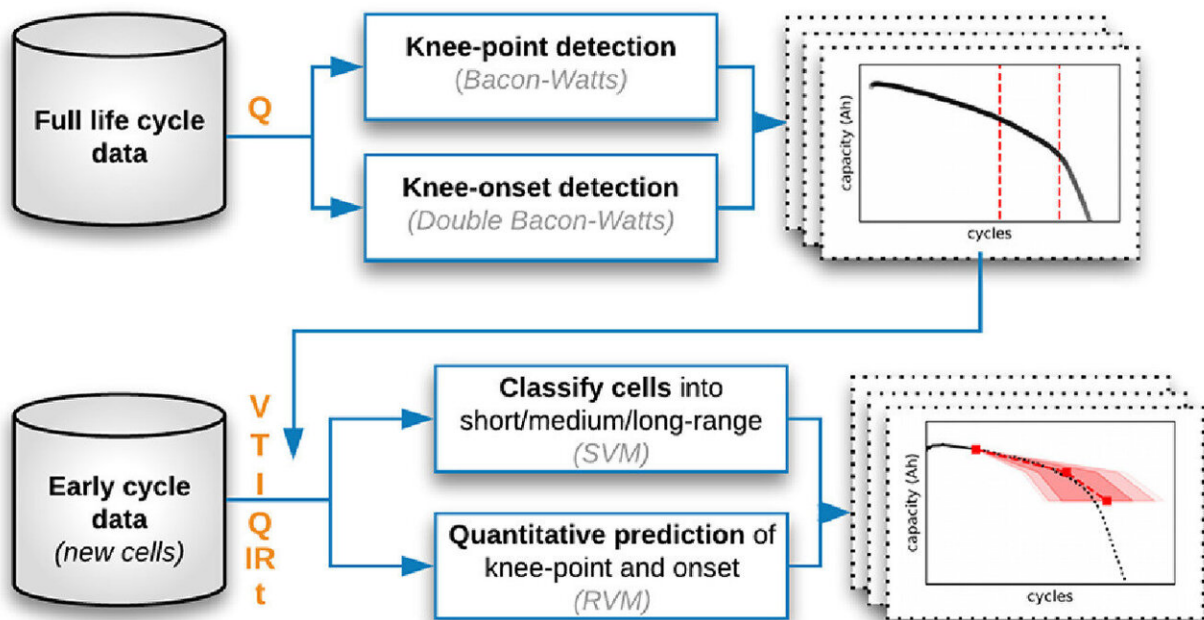 Full life cycle
data
Q
Knee-point detection
(Bacon-Watts)
Knee-onset detection
(Double Bacon-Watts)
capacity (Ah)
cycles
Early cycle
data
(new cells)
V
T
I
Q
IR
t
Classify cells into
short/medium/long-range
(SVM)
Quantitative prediction of
knee-point and onset
(RVM)
capacity (Ah)
cycles